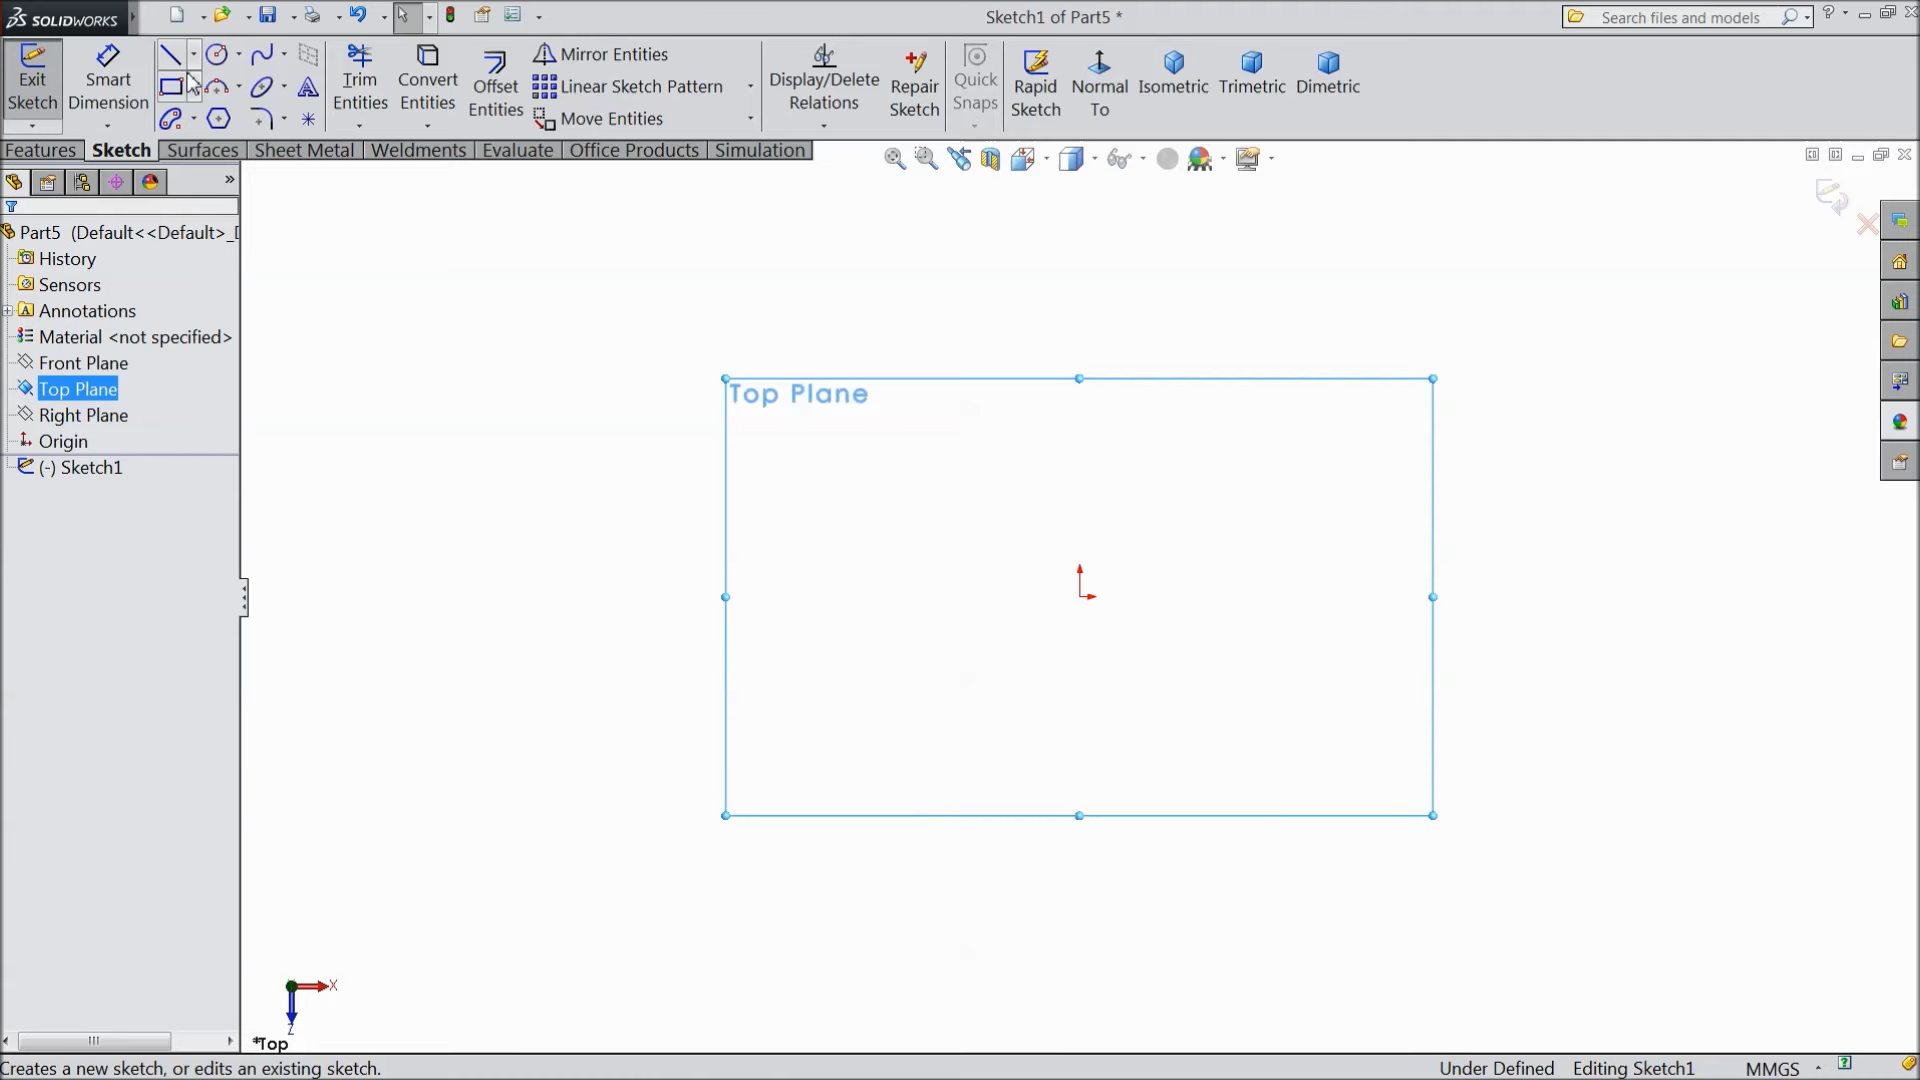 SOLIDWORKS
Sketch1 of Part5 *
Search files and models
?
Exit Sketch
Smart Dimension
Trim Entities
Convert Entities
Offset Entities
Mirror Entities
Linear Sketch Pattern
Move Entities
Display/Delete Relations
Repair Sketch
Quick Snaps
Rapid Sketch
Normal To
Isometric
Trimetric
Dimetric
Features
Sketch
Surfaces
Sheet Metal
Weldments
Evaluate
Office Products
Simulation
»
Part5 (Default<<Default>_
History
Sensors
Annotations
Material <not specified>
Front Plane
Top Plane
Right Plane
Origin
(-) Sketch1
Top Plane
X
Z
*Top
Creates a new sketch, or edits an existing sketch.
Under Defined
Editing Sketch1
MMGS